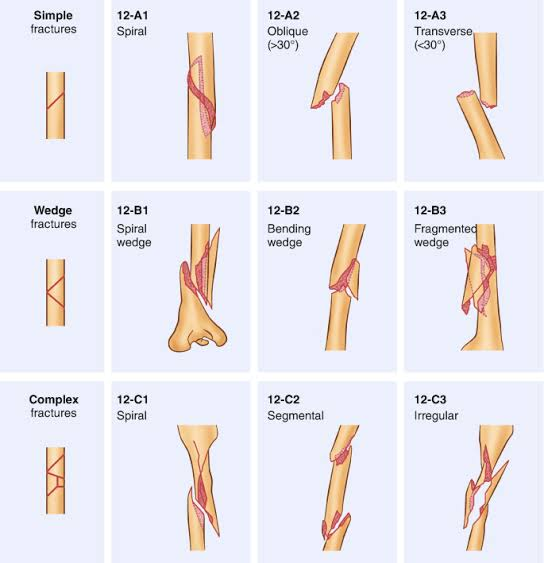 Simple
fractures
12-A1
Spiral
12-A2
Oblique
(>30°)
12-A3
Transverse
(<30°)
Wedge
fractures
12-B1
Spiral
wedge
12-B2
Bending
wedge
12-B3
Fragmented
wedge
Complex
fractures
12-C1
Spiral
12-C2
Segmental
12-C3
Irregular